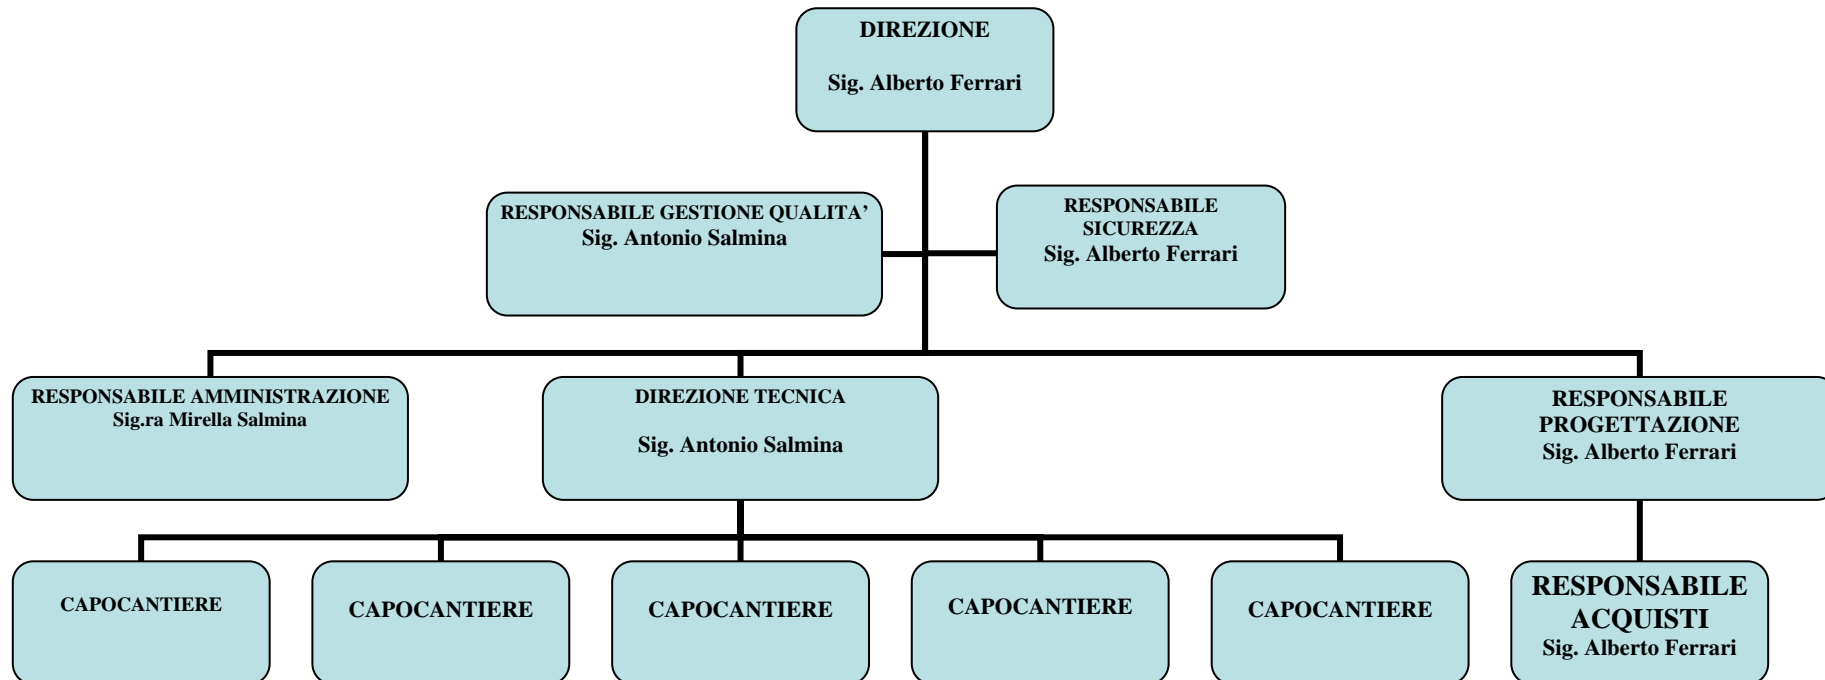 DIREZIONE
Sig. Alberto Ferrari
RESPONSABILE GESTIONE QUALITA’
Sig. Antonio Salmina
RESPONSABILE
SICUREZZA
Sig. Alberto Ferrari
RESPONSABILE AMMINISTRAZIONE
Sig.ra Mirella Salmina
DIREZIONE TECNICA
Sig. Antonio Salmina
RESPONSABILE
PROGETTAZIONE
Sig. Alberto Ferrari
CAPOCANTIERE
CAPOCANTIERE
CAPOCANTIERE
CAPOCANTIERE
CAPOCANTIERE
RESPONSABILE
ACQUISTI
Sig. Alberto Ferrari